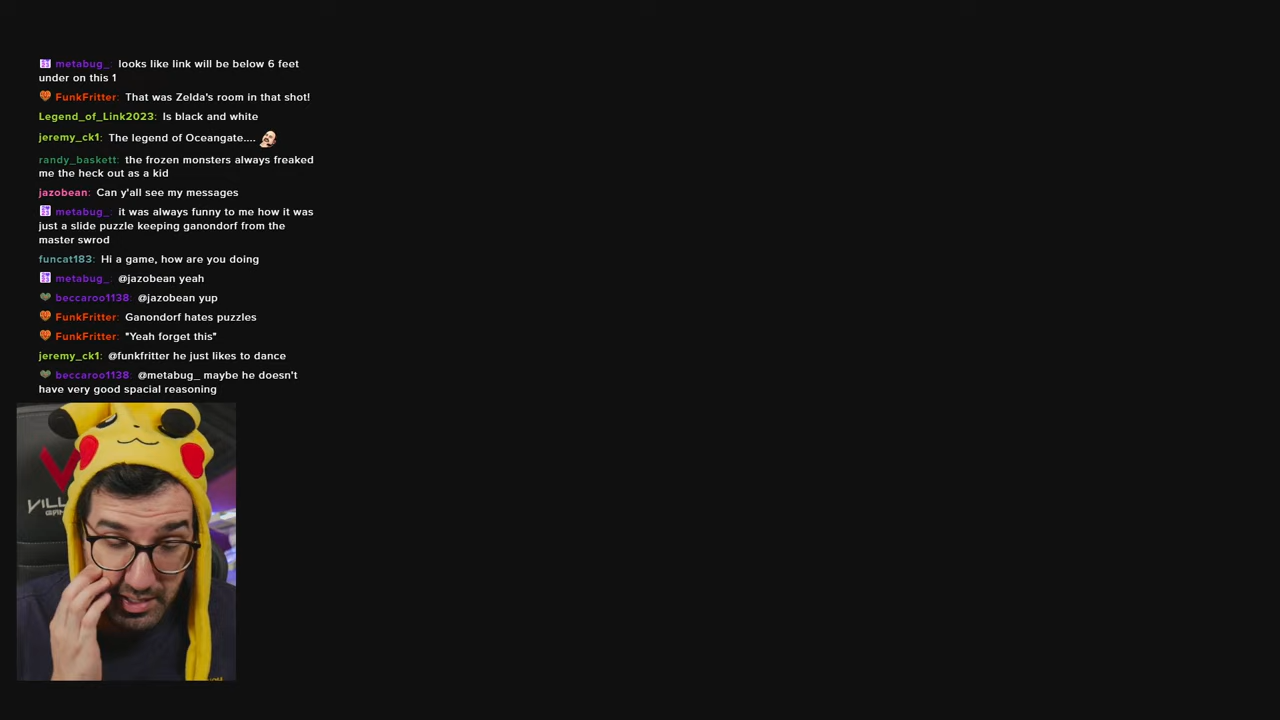 metabug_: looks like link will be below 6 feet
under on this 1
FunkFritter: That was Zelda's room in that shot!
Legend_of_Link2023: Is black and white
jeremy_ck1: The legend of Oceangate....
randy_baskett: the frozen monsters always freaked
me the heck out as a kid
jazobean: Can y'all see my messages
metabug_: it was always funny to me how it was
just a slide puzzle keeping ganondorf from the
master swrod
funcat183: Hi a game, how are you doing
metabug_: @jazobean yeah
beccaroo1138: @jazobean yup
FunkFritter: Ganondorf hates puzzles
FunkFritter: "Yeah forget this"
jeremy_ck1: @funkfritter he just likes to dance
beccaroo1138: @metabug_ maybe he doesn't
have very good spacial reasoning
VILL